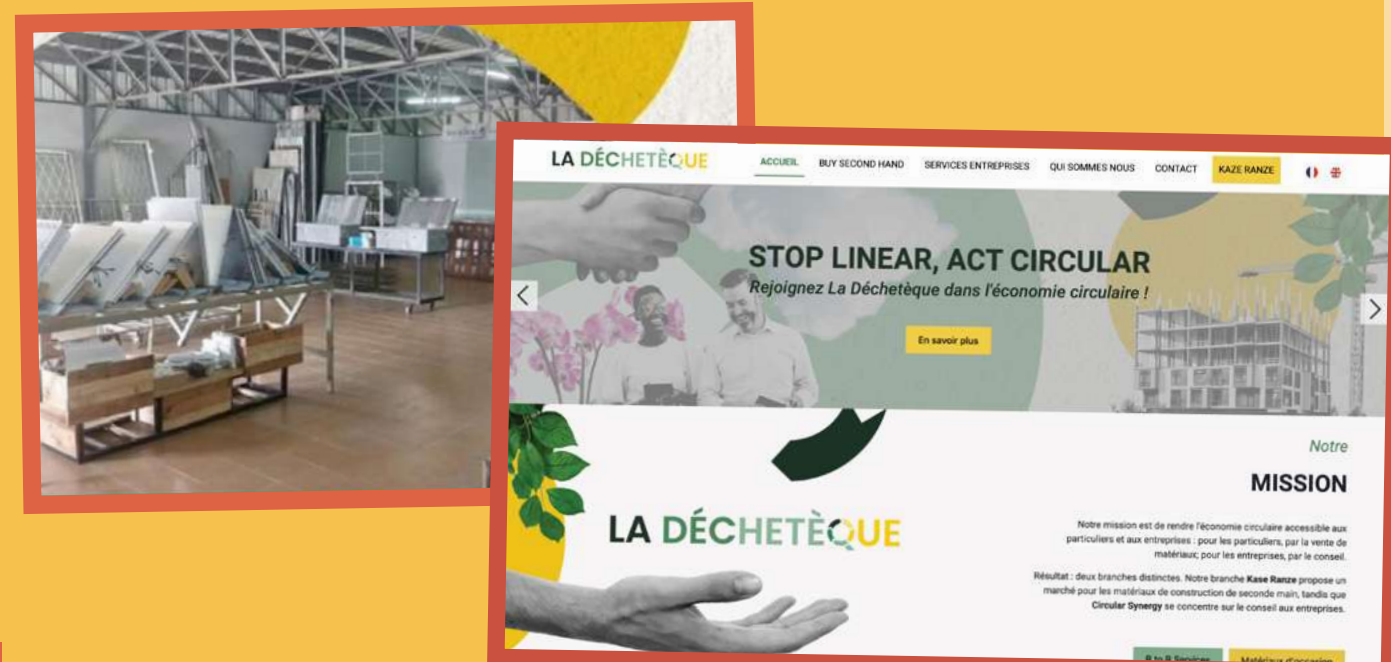 LA DÉCHETÈQUE
ACCUEIL BUY SECOND HAND SERVICES ENTREPRISES QUI SOMMES NOUS CONTACT KAZE RANZE
STOP LINEAR, ACT CIRCULAR
Rejoignez La Déchetèque dans l'économie circulaire !
En savoir plus
LA DÉCHETÈQUE
Notre
MISSION
Notre mission est de rendre l'économie circulaire accessible aux
particuliers et aux entreprises : pour les particuliers, par la vente de
matériaux; pour les entreprises, par le conseil.
Résultat : deux branches distinctes. Notre branche Kase Ranze propose un
marché pour les matériaux de construction de seconde main, tandis que
Circular Synergy se concentre sur le conseil aux entreprises.
B to B Services Matériaux d'occasion